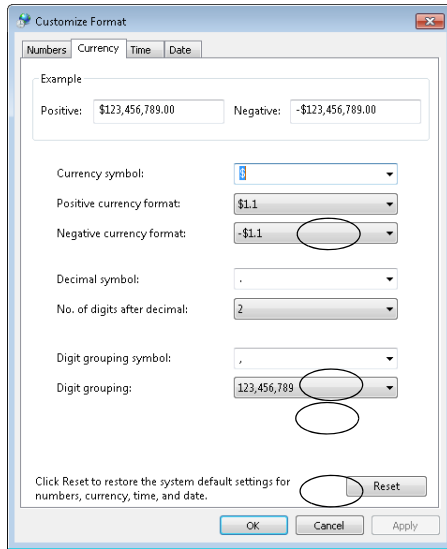 Customize Format
Numbers Currency Time Date
Example
Positive: $123,456,789.00 Negative: -$123,456,789.00
Currency symbol: $
Positive currency format: $1.1
Negative currency format: -$1.1
Decimal symbol: .
No. of digits after decimal: 2
Digit grouping symbol: ,
Digit grouping: 123,456,789
Click Reset to restore the system default settings for
numbers, currency, time, and date.
Reset
OK Cancel Apply